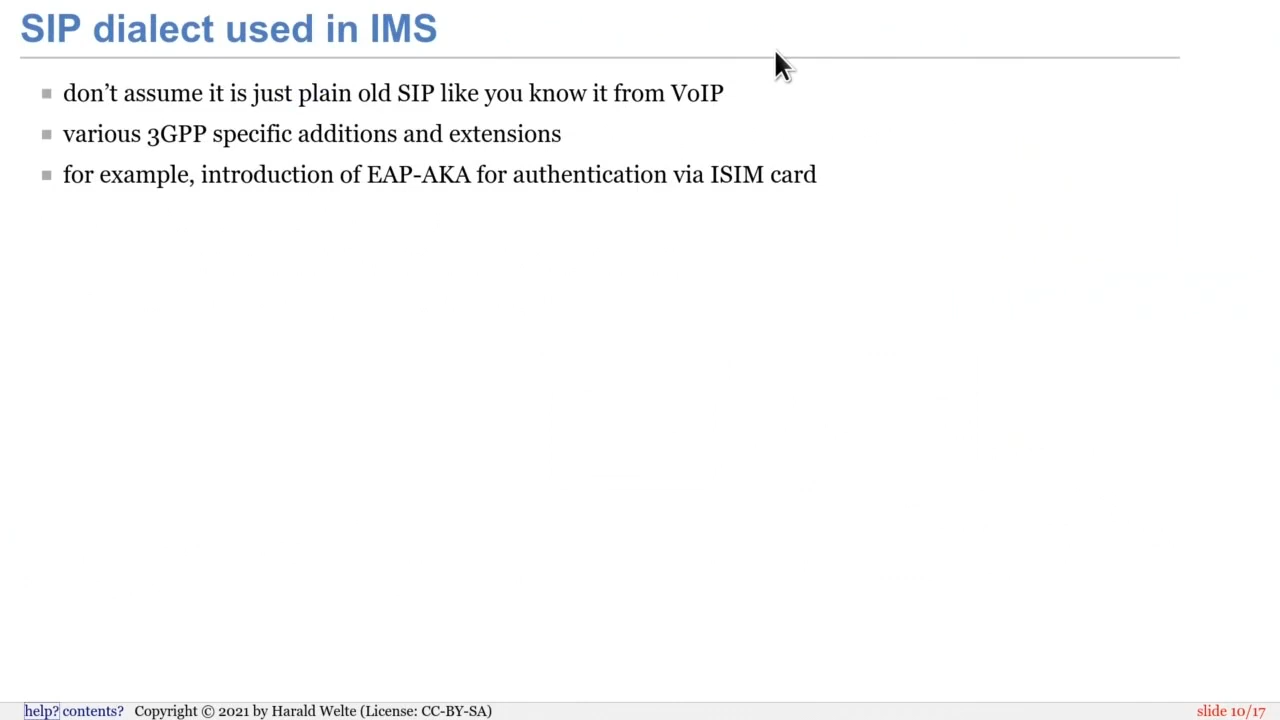 SIP dialect used in IMS
don’t assume it is just plain old SIP like you know it from VoIP
various 3GPP specific additions and extensions
for example, introduction of EAP-AKA for authentication via ISIM card
help? contents? Copyright © 2021 by Harald Welte (License: CC-BY-SA) slide 10/17